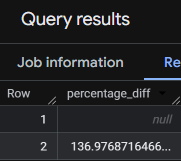 Query results
Job information Re
Row percentage_diff
1 null
2 136.9768716466...